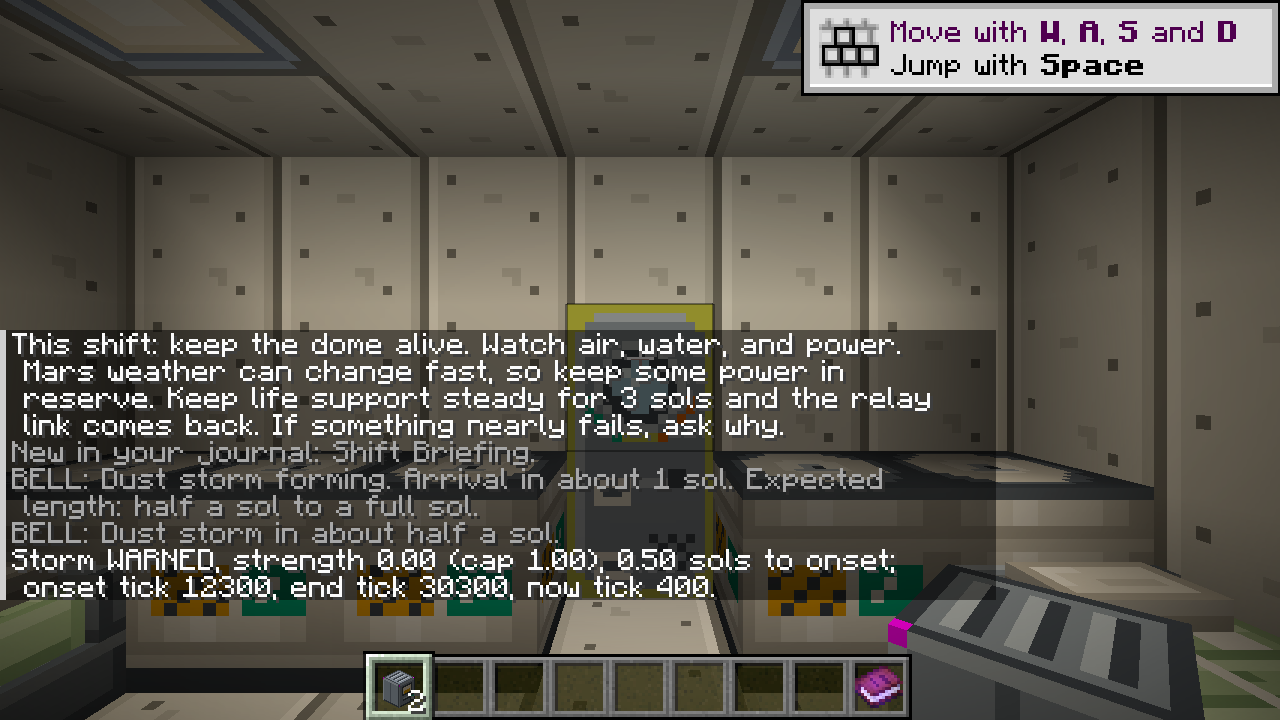 Move with W, A, S and D
Jump with Space
This shift: keep the dome alive. Watch air, water, and power.
Mars weather can change fast, so keep some power in
reserve. Keep life support steady for 3 sols and the relay
link comes back. If something nearly fails, ask why.
New in your journal: Shift Briefing.
BELL: Dust storm forming. Arrival in about 1 sol. Expected
length: half a sol to a full sol.
BELL: Dust storm in about half a sol.
Storm WARNED, strength 0.00 (cap 1.00), 0.50 sols to onset;
onset tick 12300, end tick 30300, now tick 400.
2